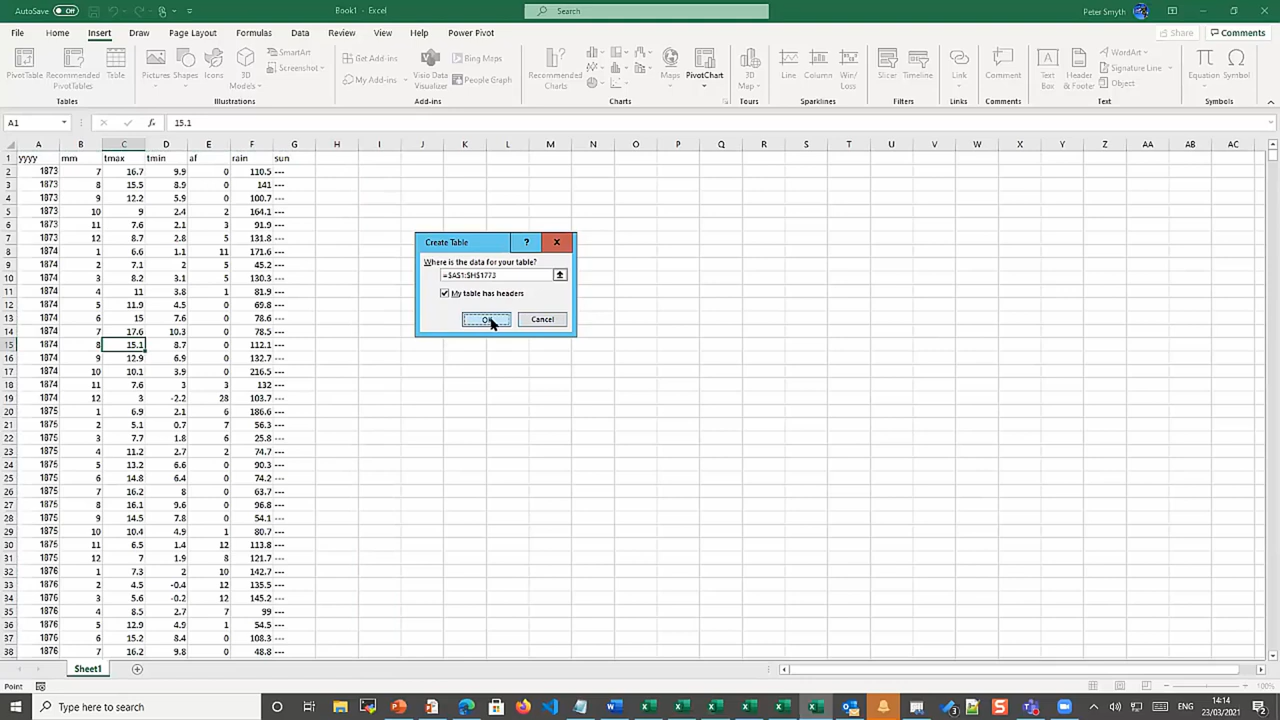 AutoSave Off Book1 - Excel Search Peter Smyth
File Home Insert Draw Page Layout Formulas Data Review View Help Power Pivot Share Comments
PivotTable Recommended PivotTables Table Pictures Shapes Icons 3D Models SmartArt Screenshot Get Add-ins My Add-ins Visio Data Visualizer Bing Maps People Graph Recommended Charts Maps PivotChart 3D Map Line Column Win/Loss Slicer Timeline Link Comment Text Box Header & Footer WordArt Signature Line Object Equation Symbol
Tables Illustrations Add-ins Charts Tours Sparklines Filters Links Comments Text Symbols
A1 fx 15.1
A B C D E F G H I J K L M N O P Q R S T U V W X Y Z AA AB AC
1 yyyy mm tmax tmin af rain sun
2 1873 7 16.7 9.9 0 110.5 ---
3 1873 8 15.5 8.9 0 141 ---
4 1873 9 12.2 5.9 0 100.7 ---
5 1873 10 9 2.4 2 164.1 ---
6 1873 11 7.6 2.1 3 91.9 ---
7 1873 12 8.7 2.8 5 131.8 ---
8 1874 1 6.6 1.1 11 171.6 ---
9 1874 2 7.1 2 5 45.2 ---
10 1874 3 8.2 3.1 5 130.3 ---
11 1874 4 11 3.8 1 81.9 ---
12 1874 5 11.9 4.5 0 69.8 ---
13 1874 6 15 7.6 0 78.6 ---
14 1874 7 17.6 10.3 0 78.5 ---
15 1874 8 15.1 8.7 0 112.1 ---
16 1874 9 12.9 6.9 0 132.7 ---
17 1874 10 10.1 3.9 0 216.5 ---
18 1874 11 7.6 3 3 132 ---
19 1874 12 3 -2.2 28 103.7 ---
20 1875 1 6.9 2.1 6 186.6 ---
21 1875 2 5.1 0.7 7 56.3 ---
22 1875 3 7.7 1.8 6 25.8 ---
23 1875 4 11.2 2.7 2 74.7 ---
24 1875 5 13.2 6.6 0 90.3 ---
25 1875 6 14.8 6.4 0 74.2 ---
26 1875 7 16.2 8 0 63.7 ---
27 1875 8 16.1 9.6 0 96.8 ---
28 1875 9 14.5 7.8 0 54.1 ---
29 1875 10 10.4 4.9 1 80.7 ---
30 1875 11 6.5 1.4 12 113.8 ---
31 1875 12 7 1.9 8 121.7 ---
32 1876 1 7.3 2 10 142.7 ---
33 1876 2 4.5 -0.4 12 135.5 ---
34 1876 3 5.6 -0.2 12 145.2 ---
35 1876 4 8.5 2.7 7 99 ---
36 1876 5 12.9 4.9 1 54.5 ---
37 1876 6 15.2 8.4 0 108.3 ---
38 1876 7 16.2 9.8 0 48.8 ---
Create Table ? X
Where is the data for your table?
=$A$1:$H$1773
My table has headers
OK Cancel
Sheet1
Point 100%
Type here to search 14:14
23/03/2021